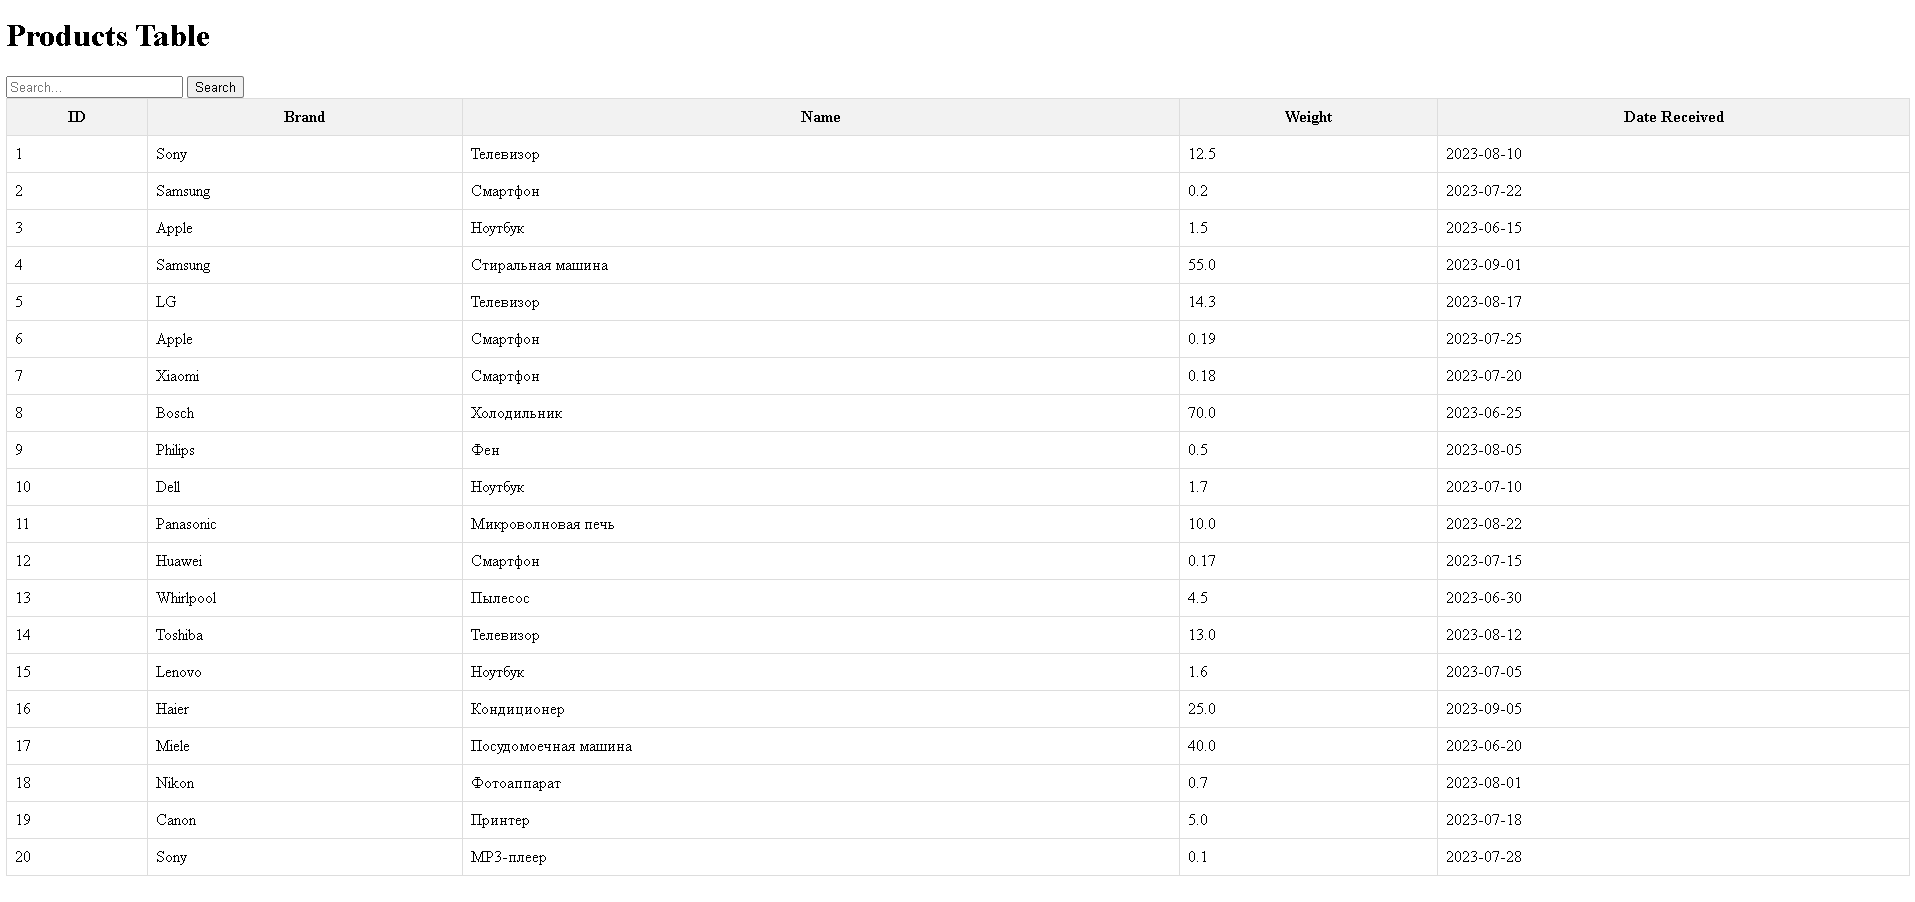 Products Table
Search... Search
ID Brand Name Weight Date Received
1 Sony Телевизор 12.5 2023-08-10
2 Samsung Смартфон 0.2 2023-07-22
3 Apple Ноутбук 1.5 2023-06-15
4 Samsung Стиральная машина 55.0 2023-09-01
5 LG Телевизор 14.3 2023-08-17
6 Apple Смартфон 0.19 2023-07-25
7 Xiaomi Смартфон 0.18 2023-07-20
8 Bosch Холодильник 70.0 2023-06-25
9 Philips Фен 0.5 2023-08-05
10 Dell Ноутбук 1.7 2023-07-10
11 Panasonic Микроволновая печь 10.0 2023-08-22
12 Huawei Смартфон 0.17 2023-07-15
13 Whirlpool Пылесос 4.5 2023-06-30
14 Toshiba Телевизор 13.0 2023-08-12
15 Lenovo Ноутбук 1.6 2023-07-05
16 Haier Кондиционер 25.0 2023-09-05
17 Miele Посудомоечная машина 40.0 2023-06-20
18 Nikon Фотоаппарат 0.7 2023-08-01
19 Canon Принтер 5.0 2023-07-18
20 Sony MP3-плеер 0.1 2023-07-28